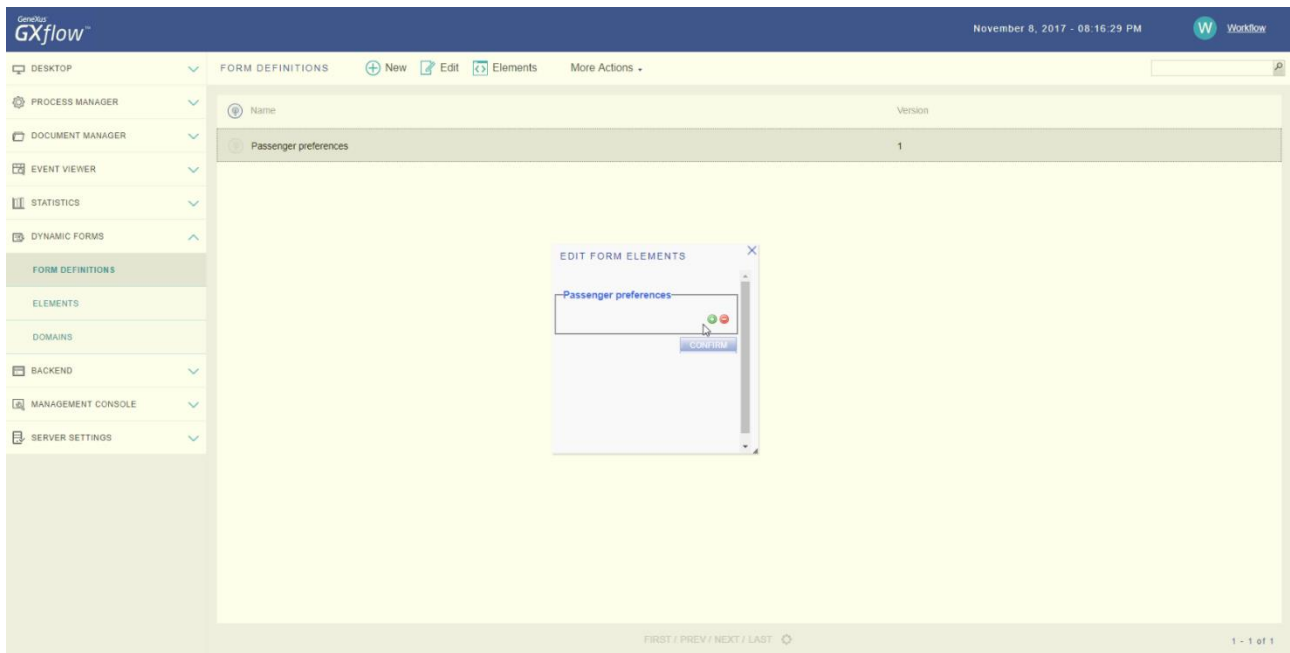 GeneXus
GXflow™
November 8, 2017 - 08:16:29 PM
W
Workflow
DESKTOP
FORM DEFINITIONS
New
Edit
Elements
More Actions
PROCESS MANAGER
Name
Version
DOCUMENT MANAGER
Passenger preferences
1
EVENT VIEWER
STATISTICS
DYNAMIC FORMS
FORM DEFINITIONS
ELEMENTS
DOMAINS
BACKEND
MANAGEMENT CONSOLE
SERVER SETTINGS
EDIT FORM ELEMENTS
Passenger preferences
CONFIRM
FIRST / PREV / NEXT / LAST
1 - 1 of 1